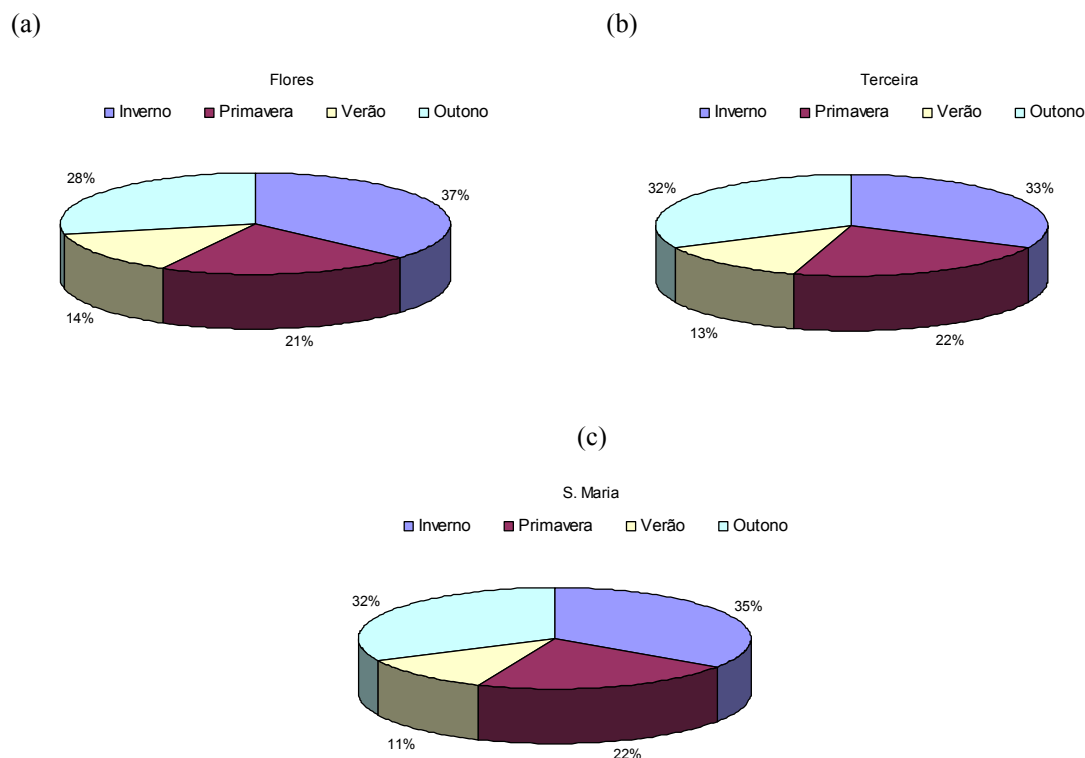 (a)
Flores
Inverno Primavera Verão Outono
28%
37%
14%
21%
(b)
Terceira
Inverno Primavera Verão Outono
32%
33%
13%
22%
(c)
S. Maria
Inverno Primavera Verão Outono
32%
35%
11%
22%